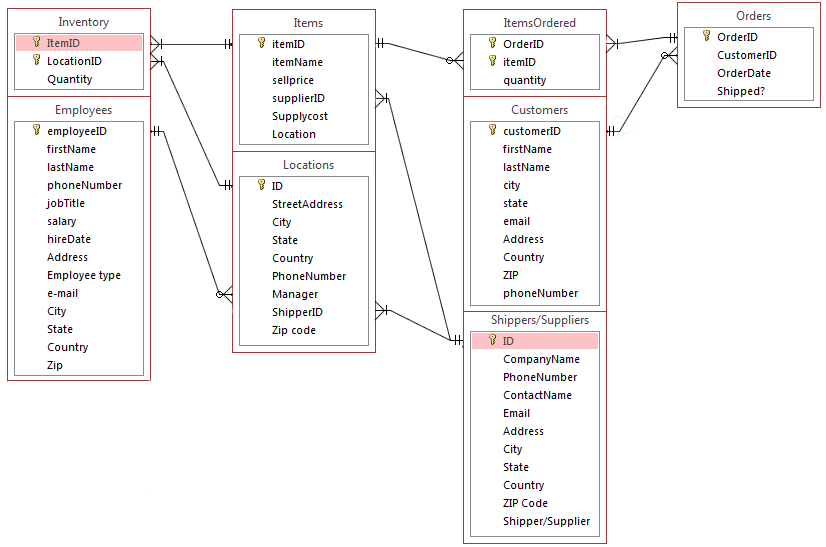 Inventory
ItemID
LocationID
Quantity
Employees
employeeID
firstName
lastName
phoneNumber
jobTitle
salary
hireDate
Address
Employee type
e-mail
City
State
Country
Zip
Items
itemID
itemName
sellprice
supplierID
Supplycost
Location
Locations
ID
StreetAddress
City
State
Country
PhoneNumber
Manager
ShipperID
Zip code
ItemsOrdered
OrderID
itemID
quantity
Customers
customerID
firstName
lastName
city
state
email
Address
Country
ZIP
phoneNumber
Shippers/Suppliers
ID
CompanyName
PhoneNumber
ContactName
Email
Address
City
State
Country
ZIP Code
Shipper/Supplier
Orders
OrderID
CustomerID
OrderDate
Shipped?